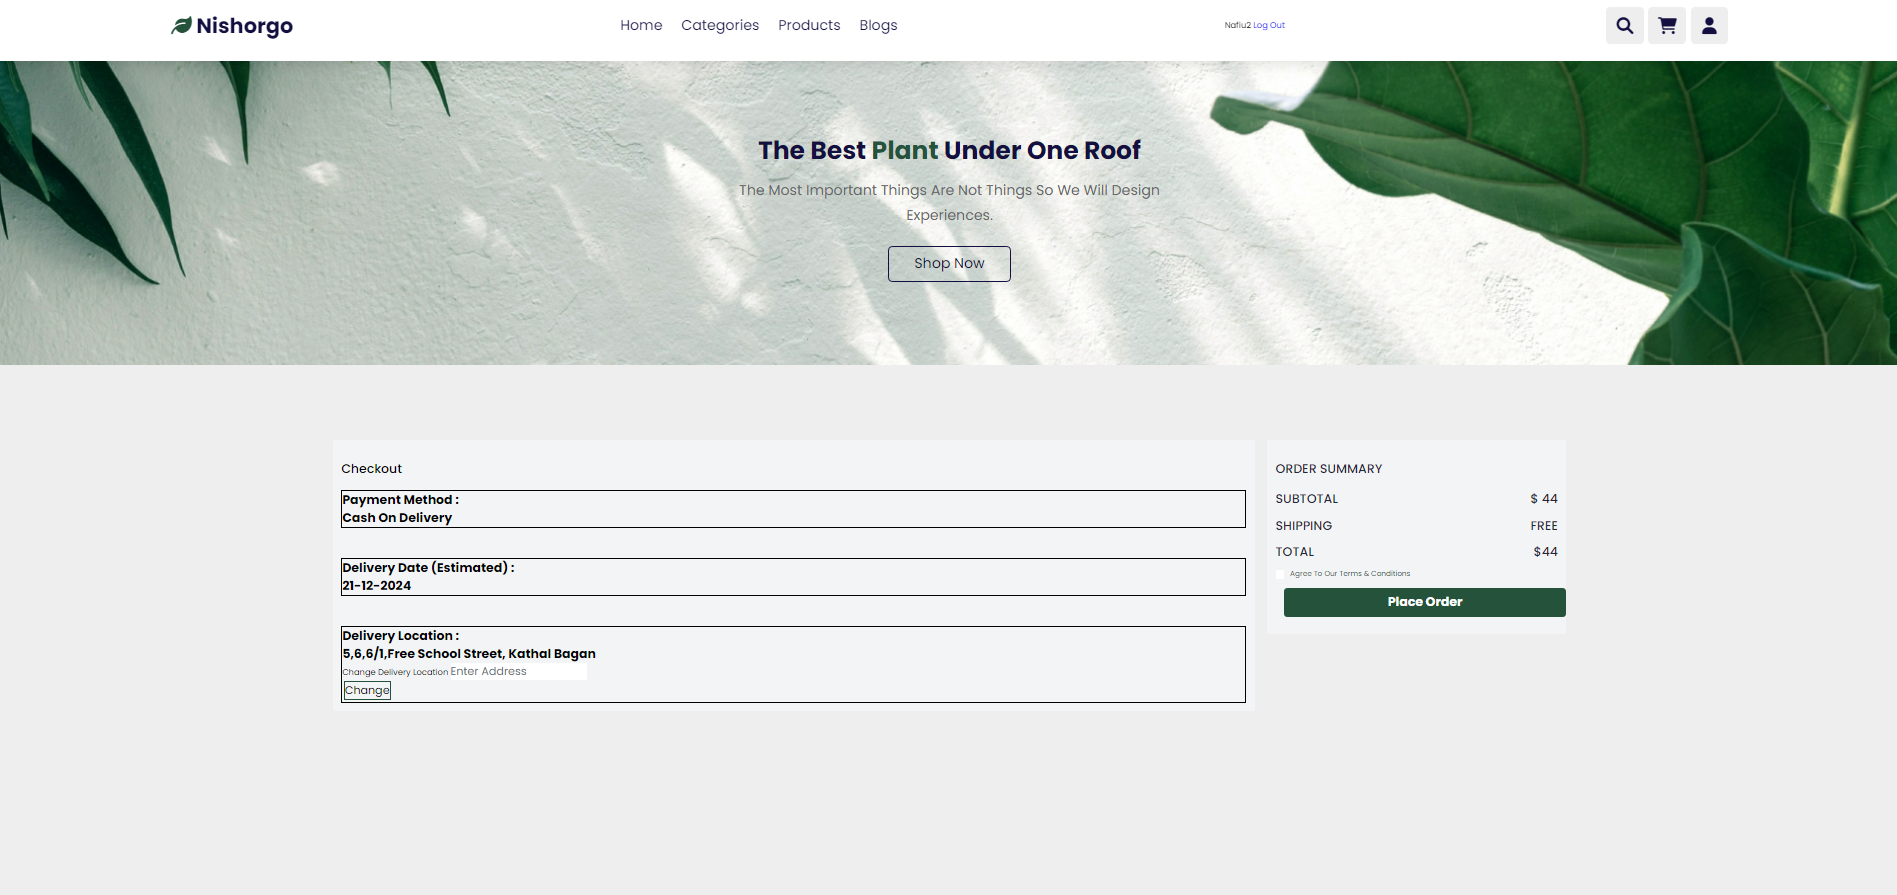 Nishorgo
Home Categories Products Blogs
Nafiu2 Log Out
The Best Plant Under One Roof
The Most Important Things Are Not Things So We Will Design
Experiences.
Shop Now
Checkout
Payment Method :
Cash On Delivery
Delivery Date (Estimated) :
21-12-2024
Delivery Location :
5,6,6/1,Free School Street, Kathal Bagan
Change Delivery Location Enter Address
Change
ORDER SUMMARY
SUBTOTAL $ 44
SHIPPING FREE
TOTAL $44
Agree To Our Terms & Conditions
Place Order